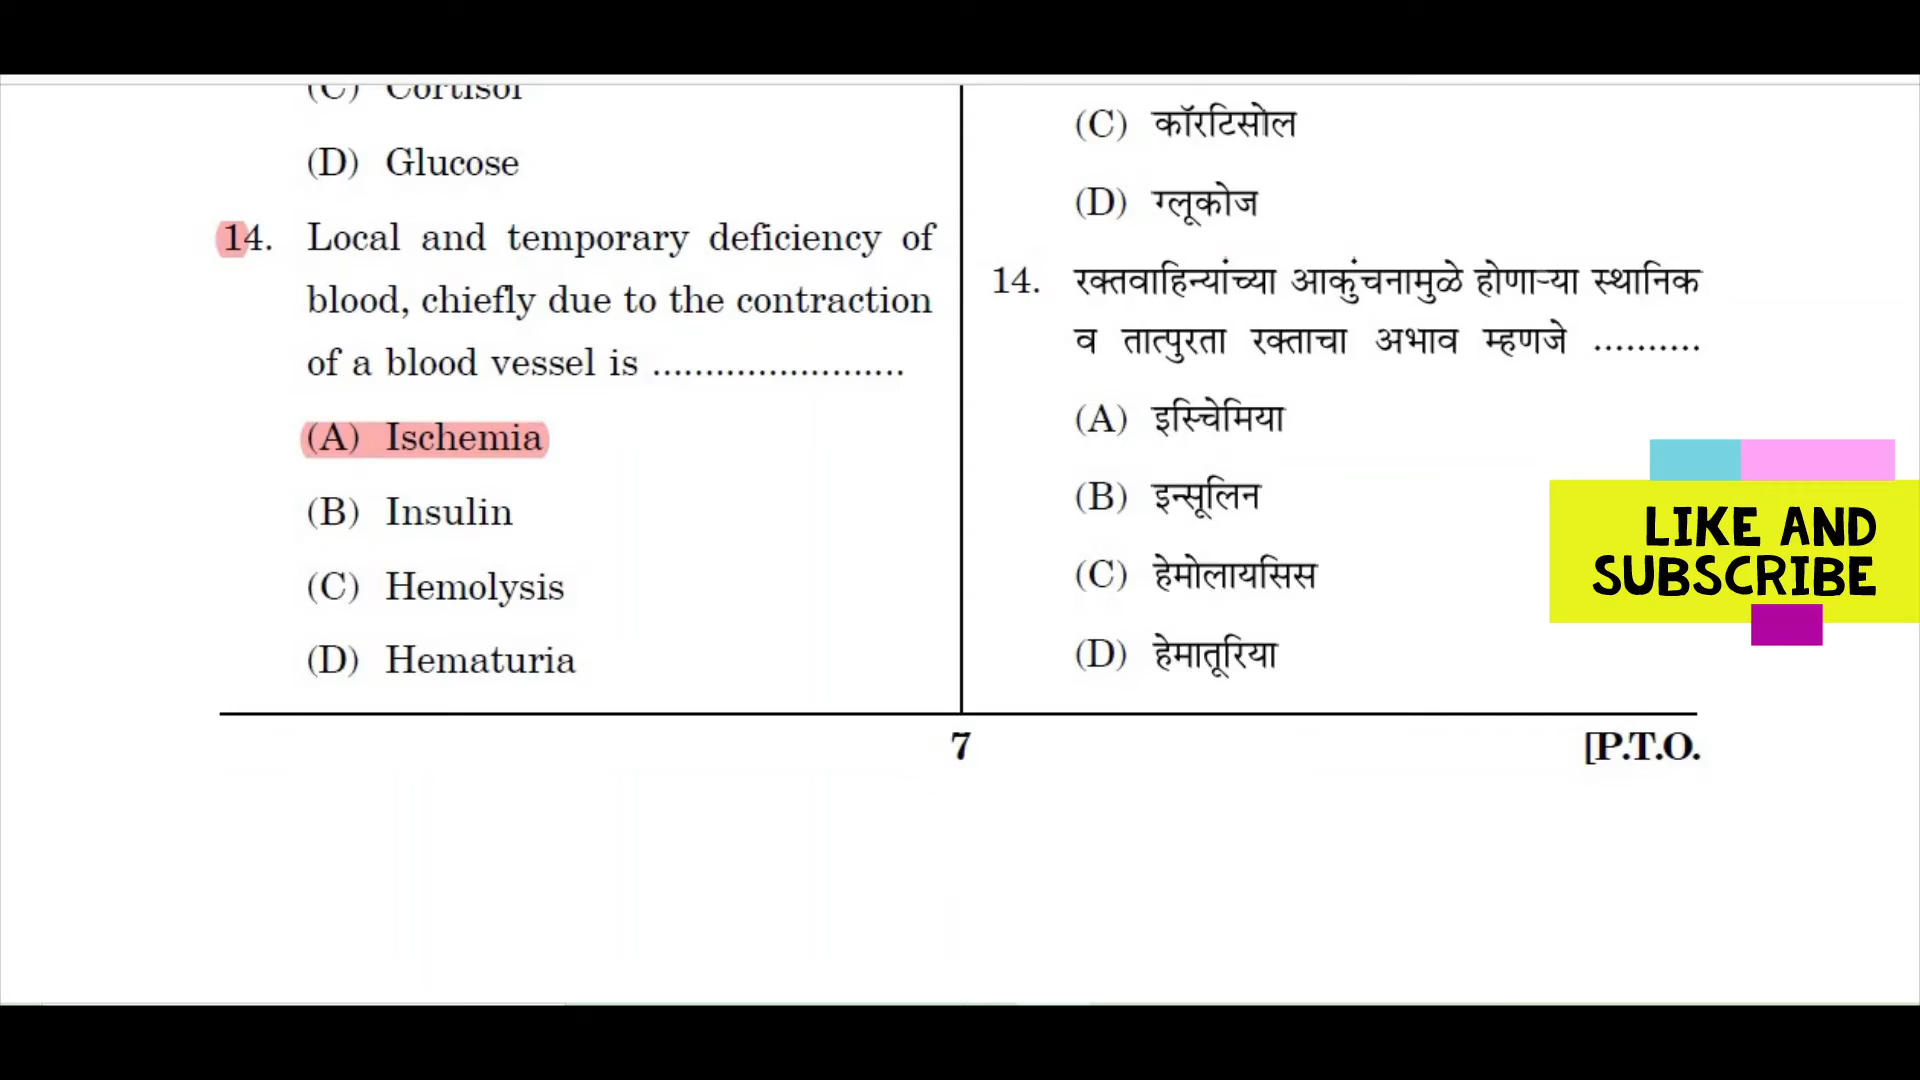 (C) Cortisol
(D) Glucose
14. Local and temporary deficiency of
blood, chiefly due to the contraction
of a blood vessel is ........................
(A) Ischemia
(B) Insulin
(C) Hemolysis
(D) Hematuria
(C) कॉरटिसोल
(D) ग्लूकोज
14. रक्तवाहिन्यांच्या आकुंचनामुळे होणाऱ्या स्थानिक
व तात्पुरता रक्ताचा अभाव म्हणजे ..........
(A) इस्चिेमिया
(B) इन्सूलिन
(C) हेमोलायसिस
(D) हेमातूरिया
LIKE AND
SUBSCRIBE
7
[P.T.O.